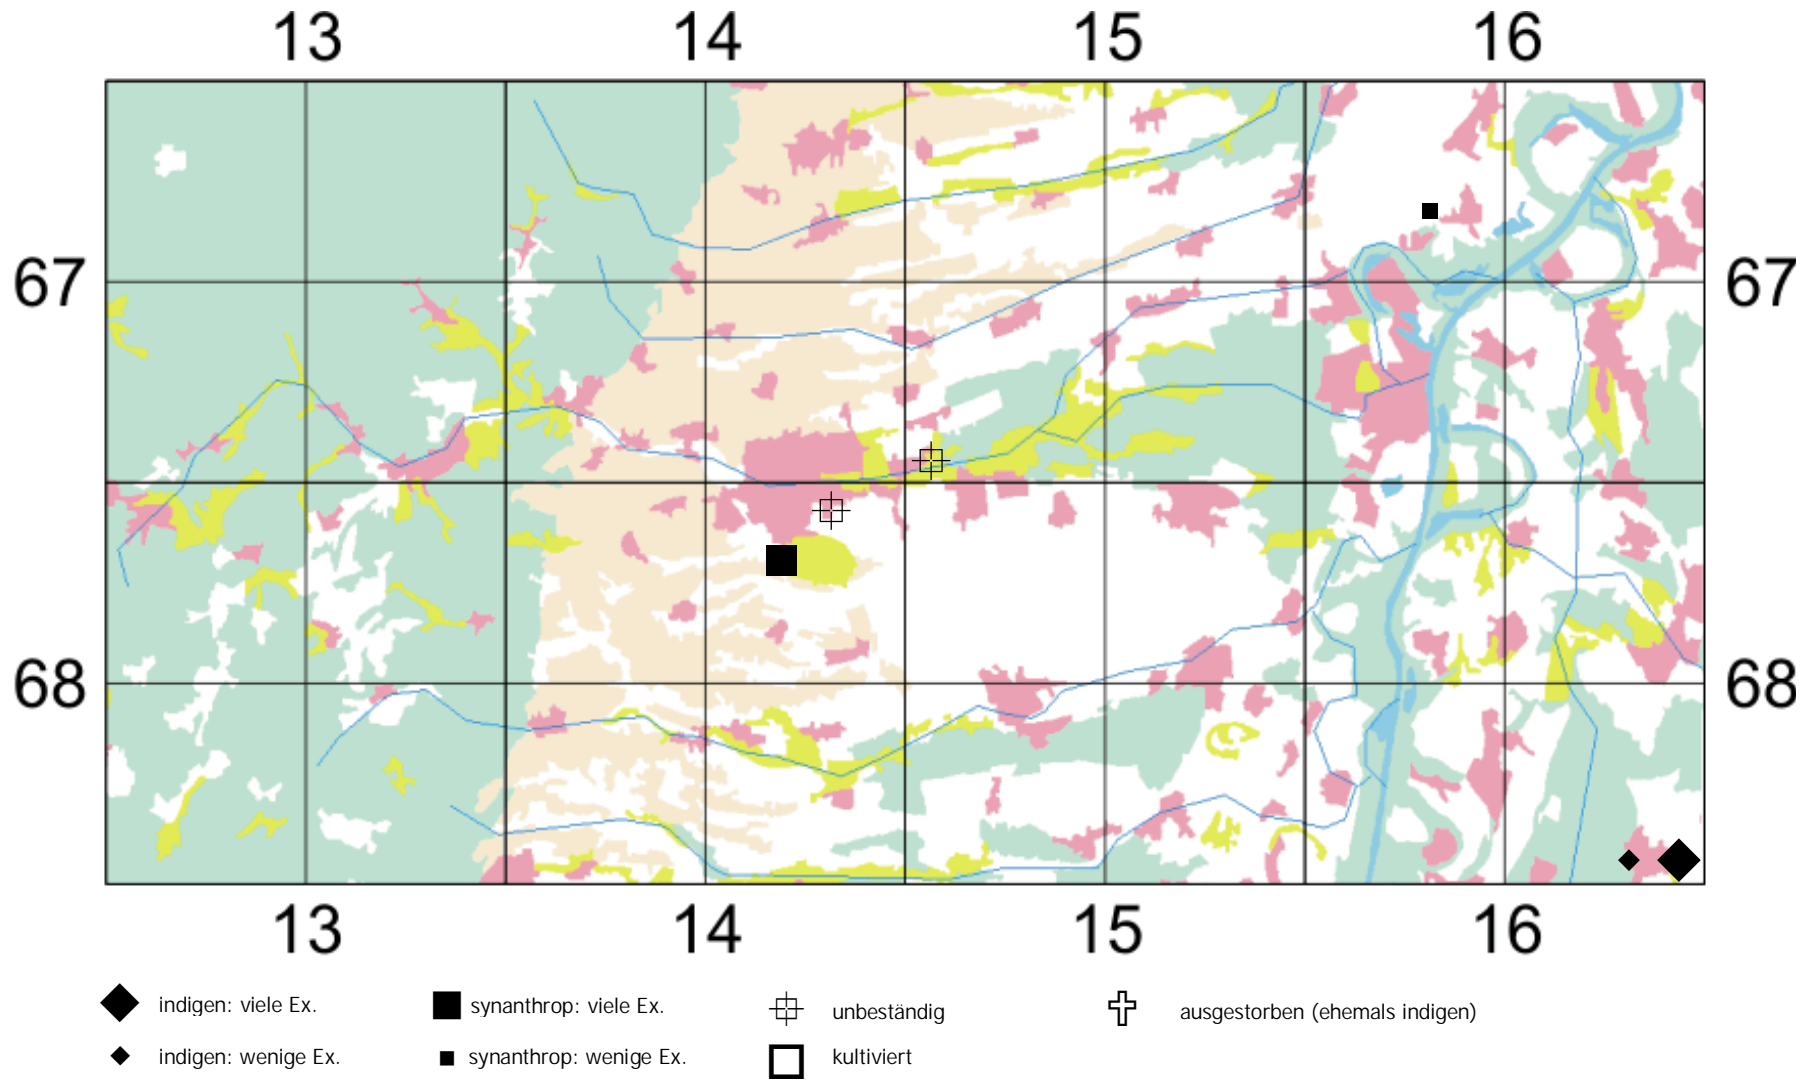 13 14 15 16
67 67
68 68
13 14 15 16
indigen: viele Ex. synanthrop: viele Ex. unbeständig ausgestorben (ehemals indigen)
indigen: wenige Ex. synanthrop: wenige Ex. kultiviert